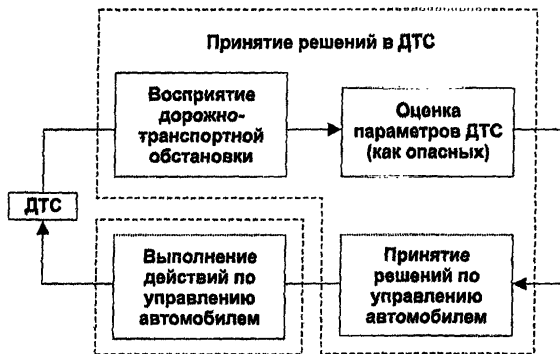 Принятие решений в ДТС
Восприятие
дорожно-
транспортной
обстановки
Оценка
параметров ДТС
(как опасных)
ДТС
Выполнение
действий по
управлению
автомобилем
Принятие
решений по
управлению
автомобилем